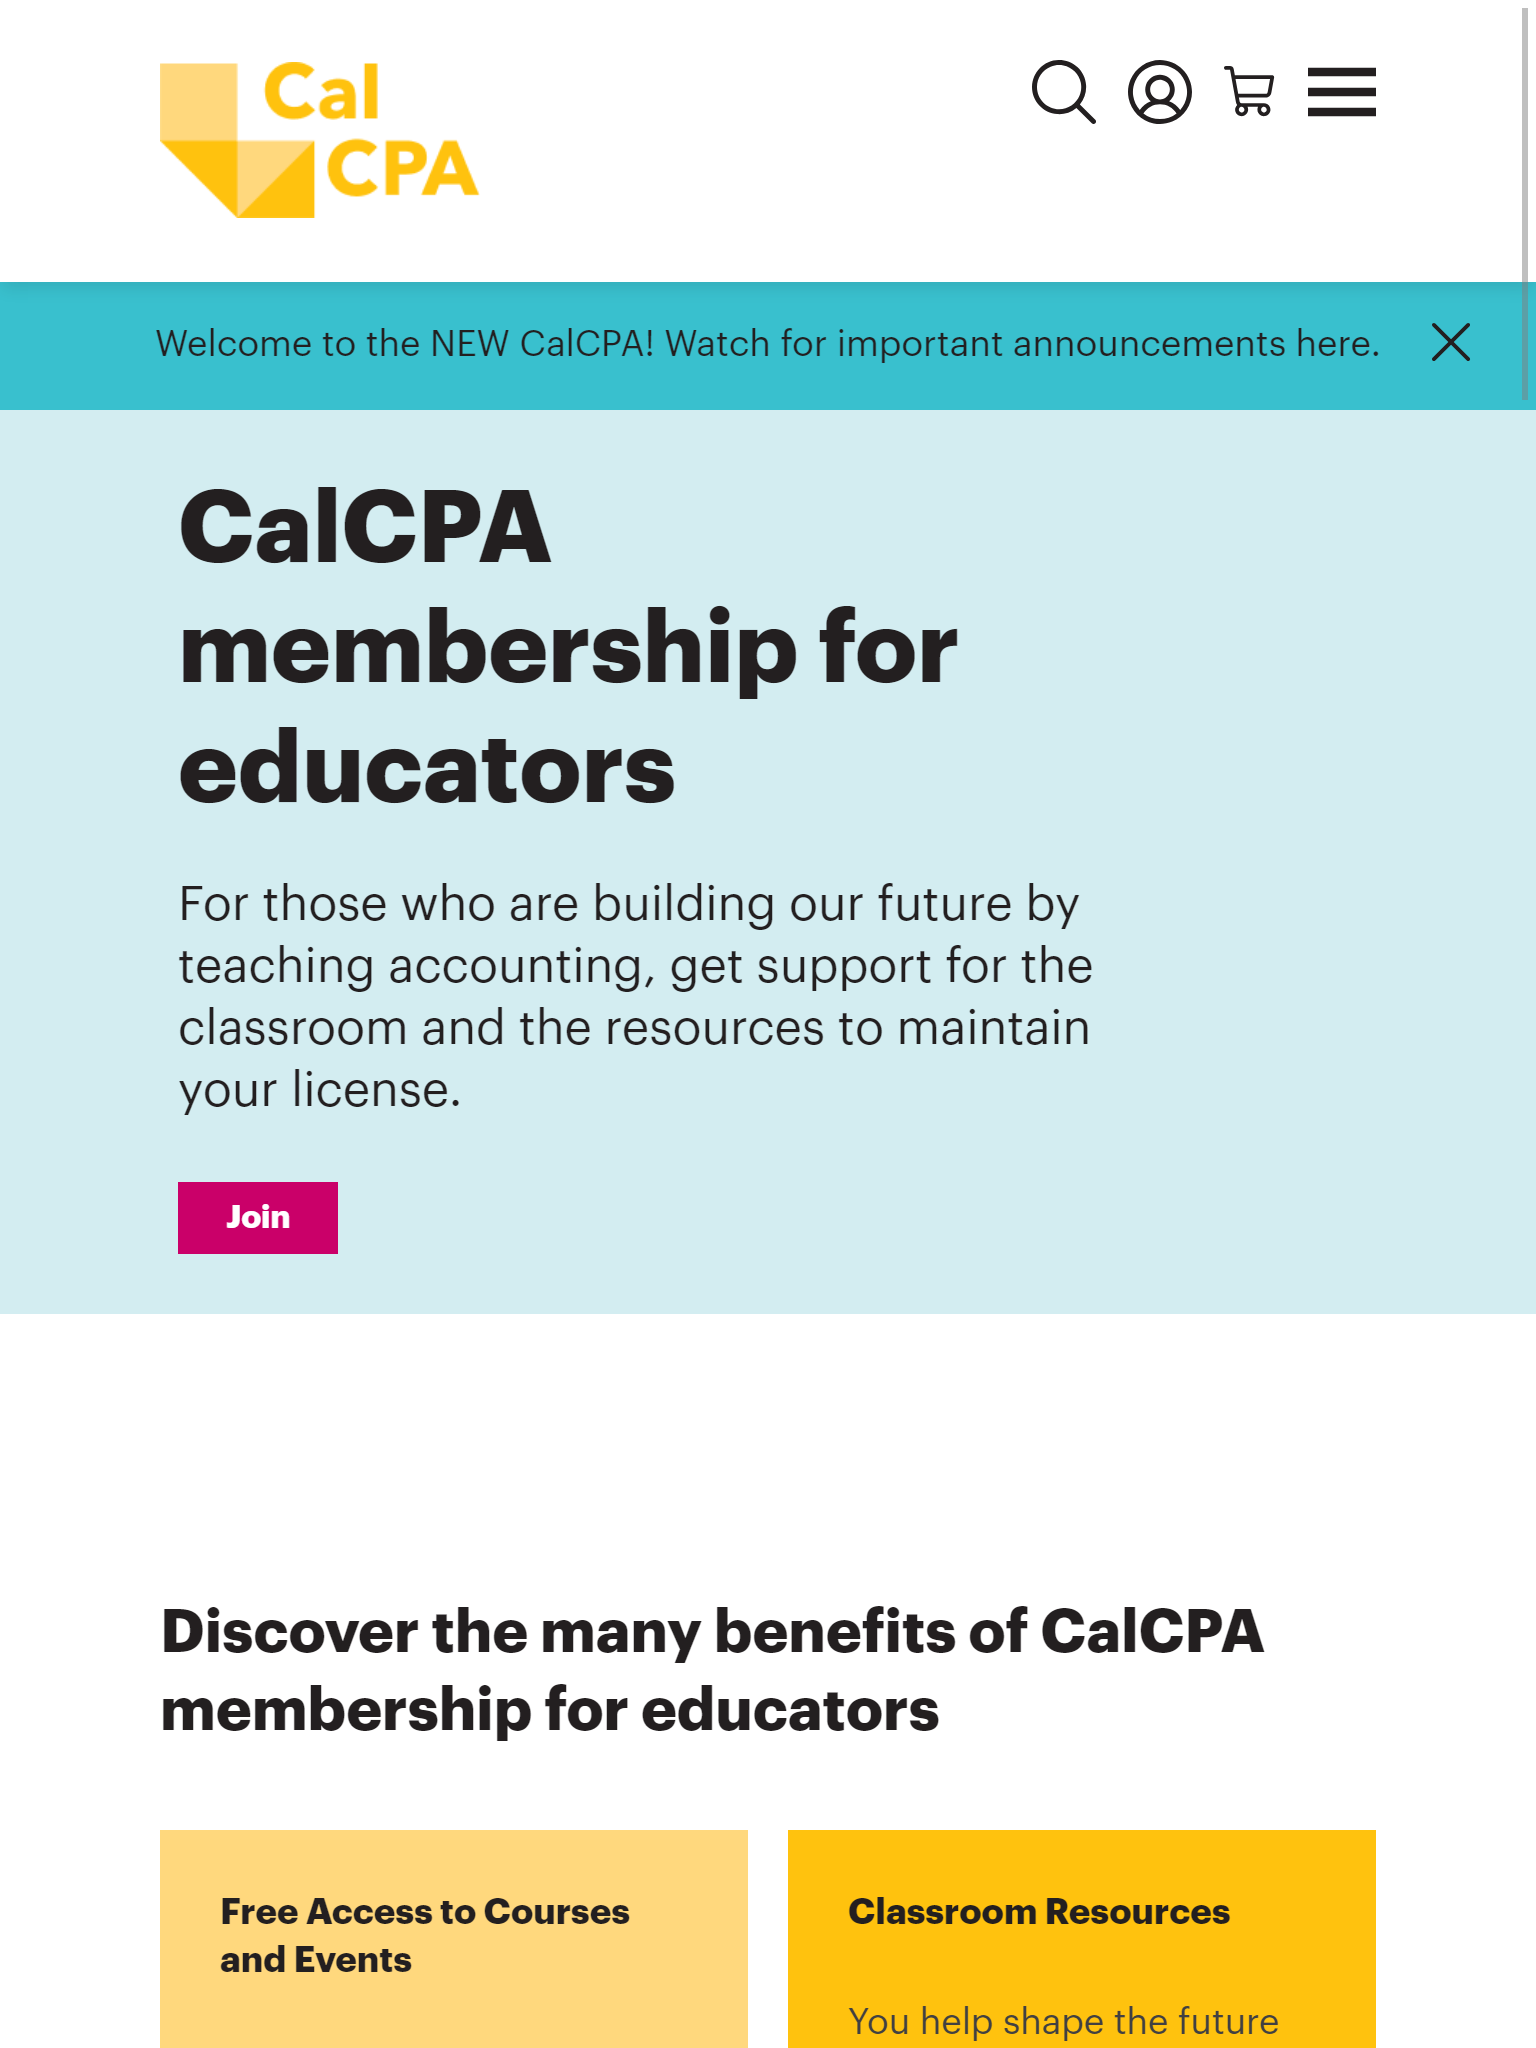 Cal
CPA
Welcome to the NEW CalCPA! Watch for important announcements here.
CalCPA
membership for
educators
For those who are building our future by
teaching accounting, get support for the
classroom and the resources to maintain
your license.
Join
Discover the many benefits of CalCPA
membership for educators
Free Access to Courses
and Events
Classroom Resources
You help shape the future